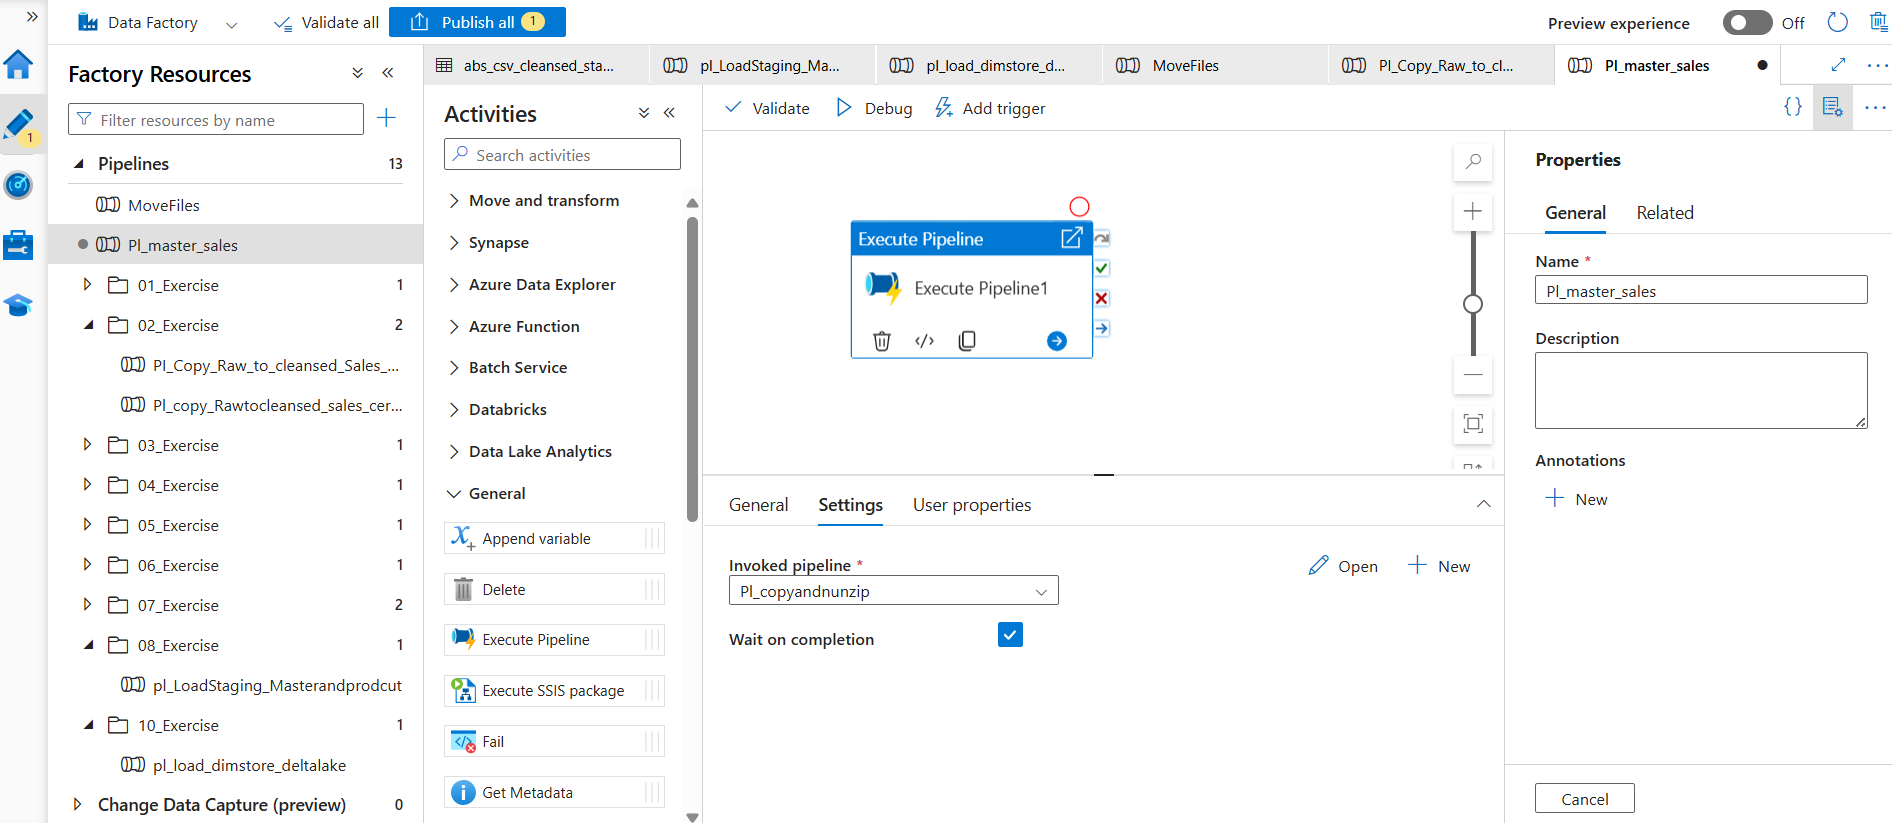 Data Factory
Validate all
Publish all 1
Preview experience
Off
1
Factory Resources
Filter resources by name
Pipelines 13
MoveFiles
Pl_master_sales
01_Exercise 1
02_Exercise 2
Pl_Copy_Raw_to_cleansed_Sales_...
Pl_copy_Rawtocleansed_sales_cer...
03_Exercise 1
04_Exercise 1
05_Exercise 1
06_Exercise 1
07_Exercise 2
08_Exercise 1
pl_LoadStaging_Masterandprodcut
10_Exercise 1
pl_load_dimstore_deltalake
Change Data Capture (preview) 0
abs_csv_cleansed_sta...
pl_LoadStaging_Ma...
pl_load_dimstore_d...
MoveFiles
Pl_Copy_Raw_to_cl...
Pl_master_sales
Activities
Search activities
Move and transform
Synapse
Azure Data Explorer
Azure Function
Batch Service
Databricks
Data Lake Analytics
General
Append variable
Delete
Execute Pipeline
Execute SSIS package
Fail
Get Metadata
Validate
Debug
Add trigger
Execute Pipeline
Execute Pipeline1
General
Settings
User properties
Invoked pipeline *
Pl_copyandnunzip
Open
New
Wait on completion
Properties
General
Related
Name *
Pl_master_sales
Description
Annotations
New
Cancel